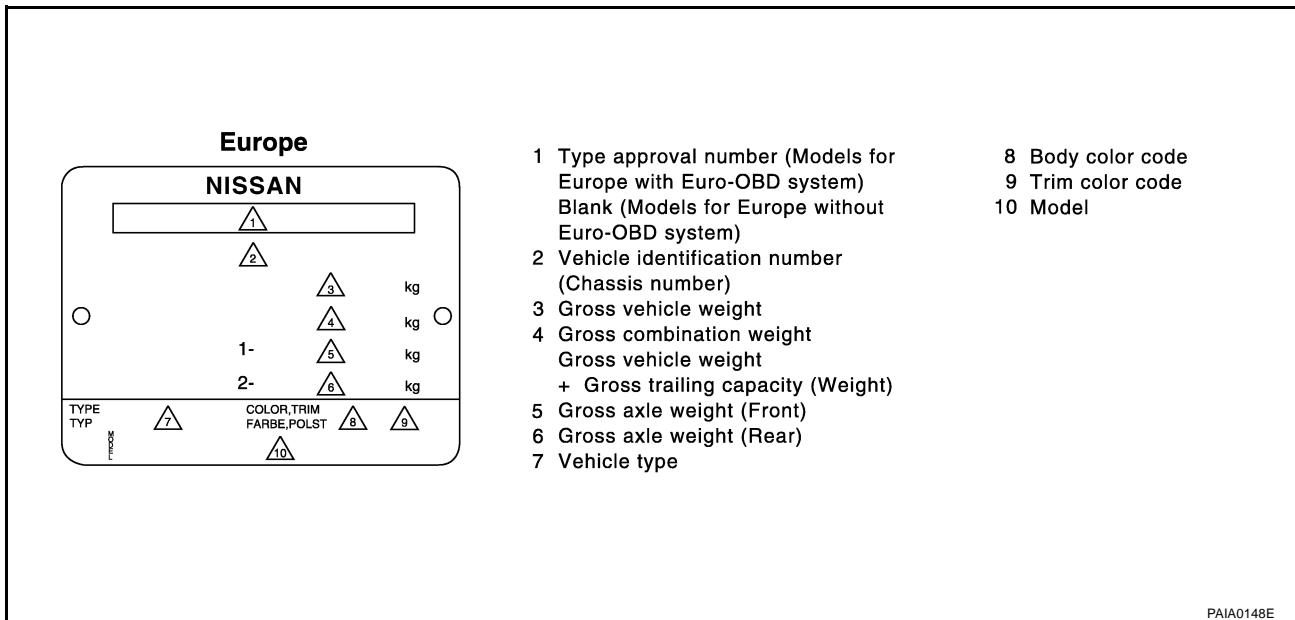 Europe
NISSAN
1
2
3 kg
4 kg
1- 5 kg
2- 6 kg
TYPE 7 COLOR,TRIM 8 9
TYP FARBE,POLST
MODEL 10
1 Type approval number (Models for
Europe with Euro-OBD system)
Blank (Models for Europe without
Euro-OBD system)
2 Vehicle identification number
(Chassis number)
3 Gross vehicle weight
4 Gross combination weight
Gross vehicle weight
+ Gross trailing capacity (Weight)
5 Gross axle weight (Front)
6 Gross axle weight (Rear)
7 Vehicle type
8 Body color code
9 Trim color code
10 Model
PAIA0148E